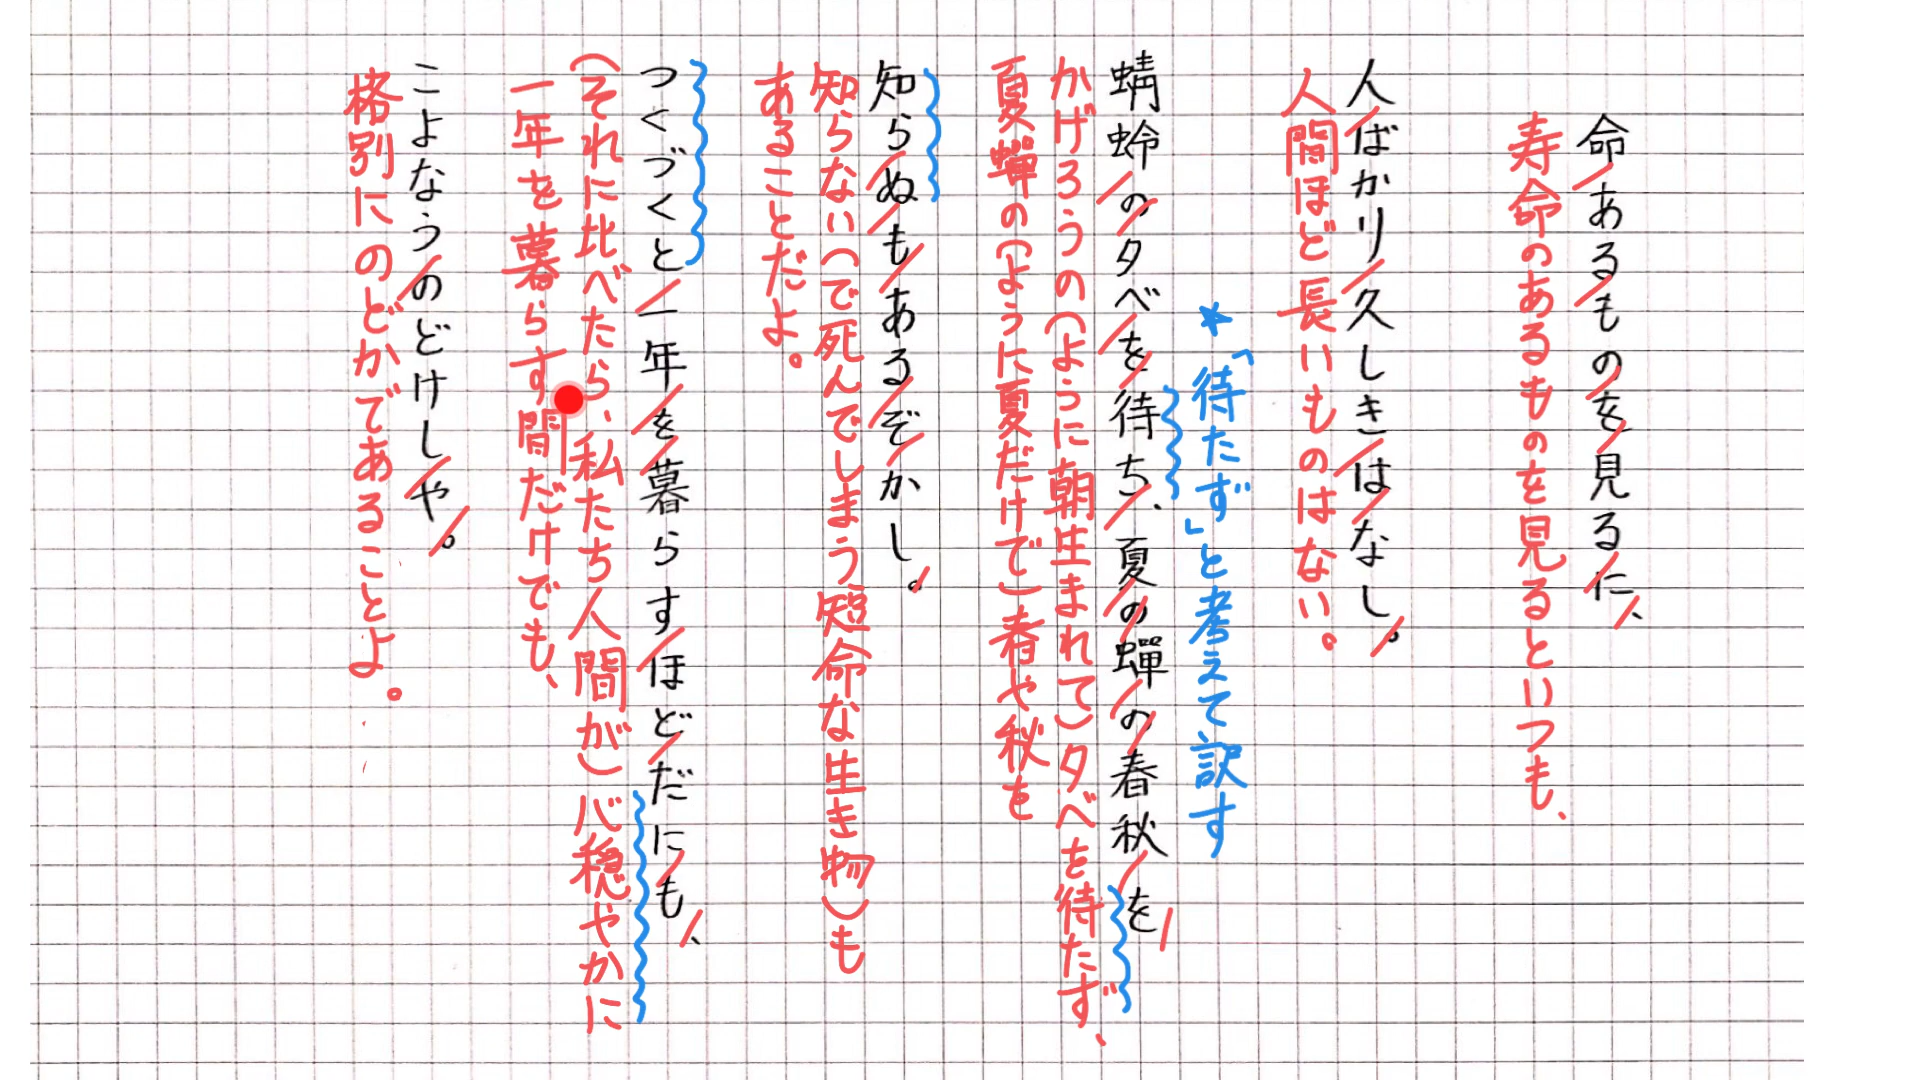 命あるものを見るに、
寿命のあるものを見るといつも、
人ばかり久しきはなし。
人間ほど長いものはない。
★「待たず」と考えて訳す
蜻蛉の夕べを待ち、夏の蟬の春秋を
かげろうの(ように朝生まれて)夕べを待たず、
夏蟬の(ように夏だけで)春や秋を
知らぬもあるぞかし。
知らない(で死んでしまう短命な生き物)も
あることだよ。
つくづくと一年を暮らすほどだにも、
(それに比べたら、私たち人間が)心穏やかに
一年を暮らす間だけでも、
こよなうのどけしや。
格別にのどかであることよ。